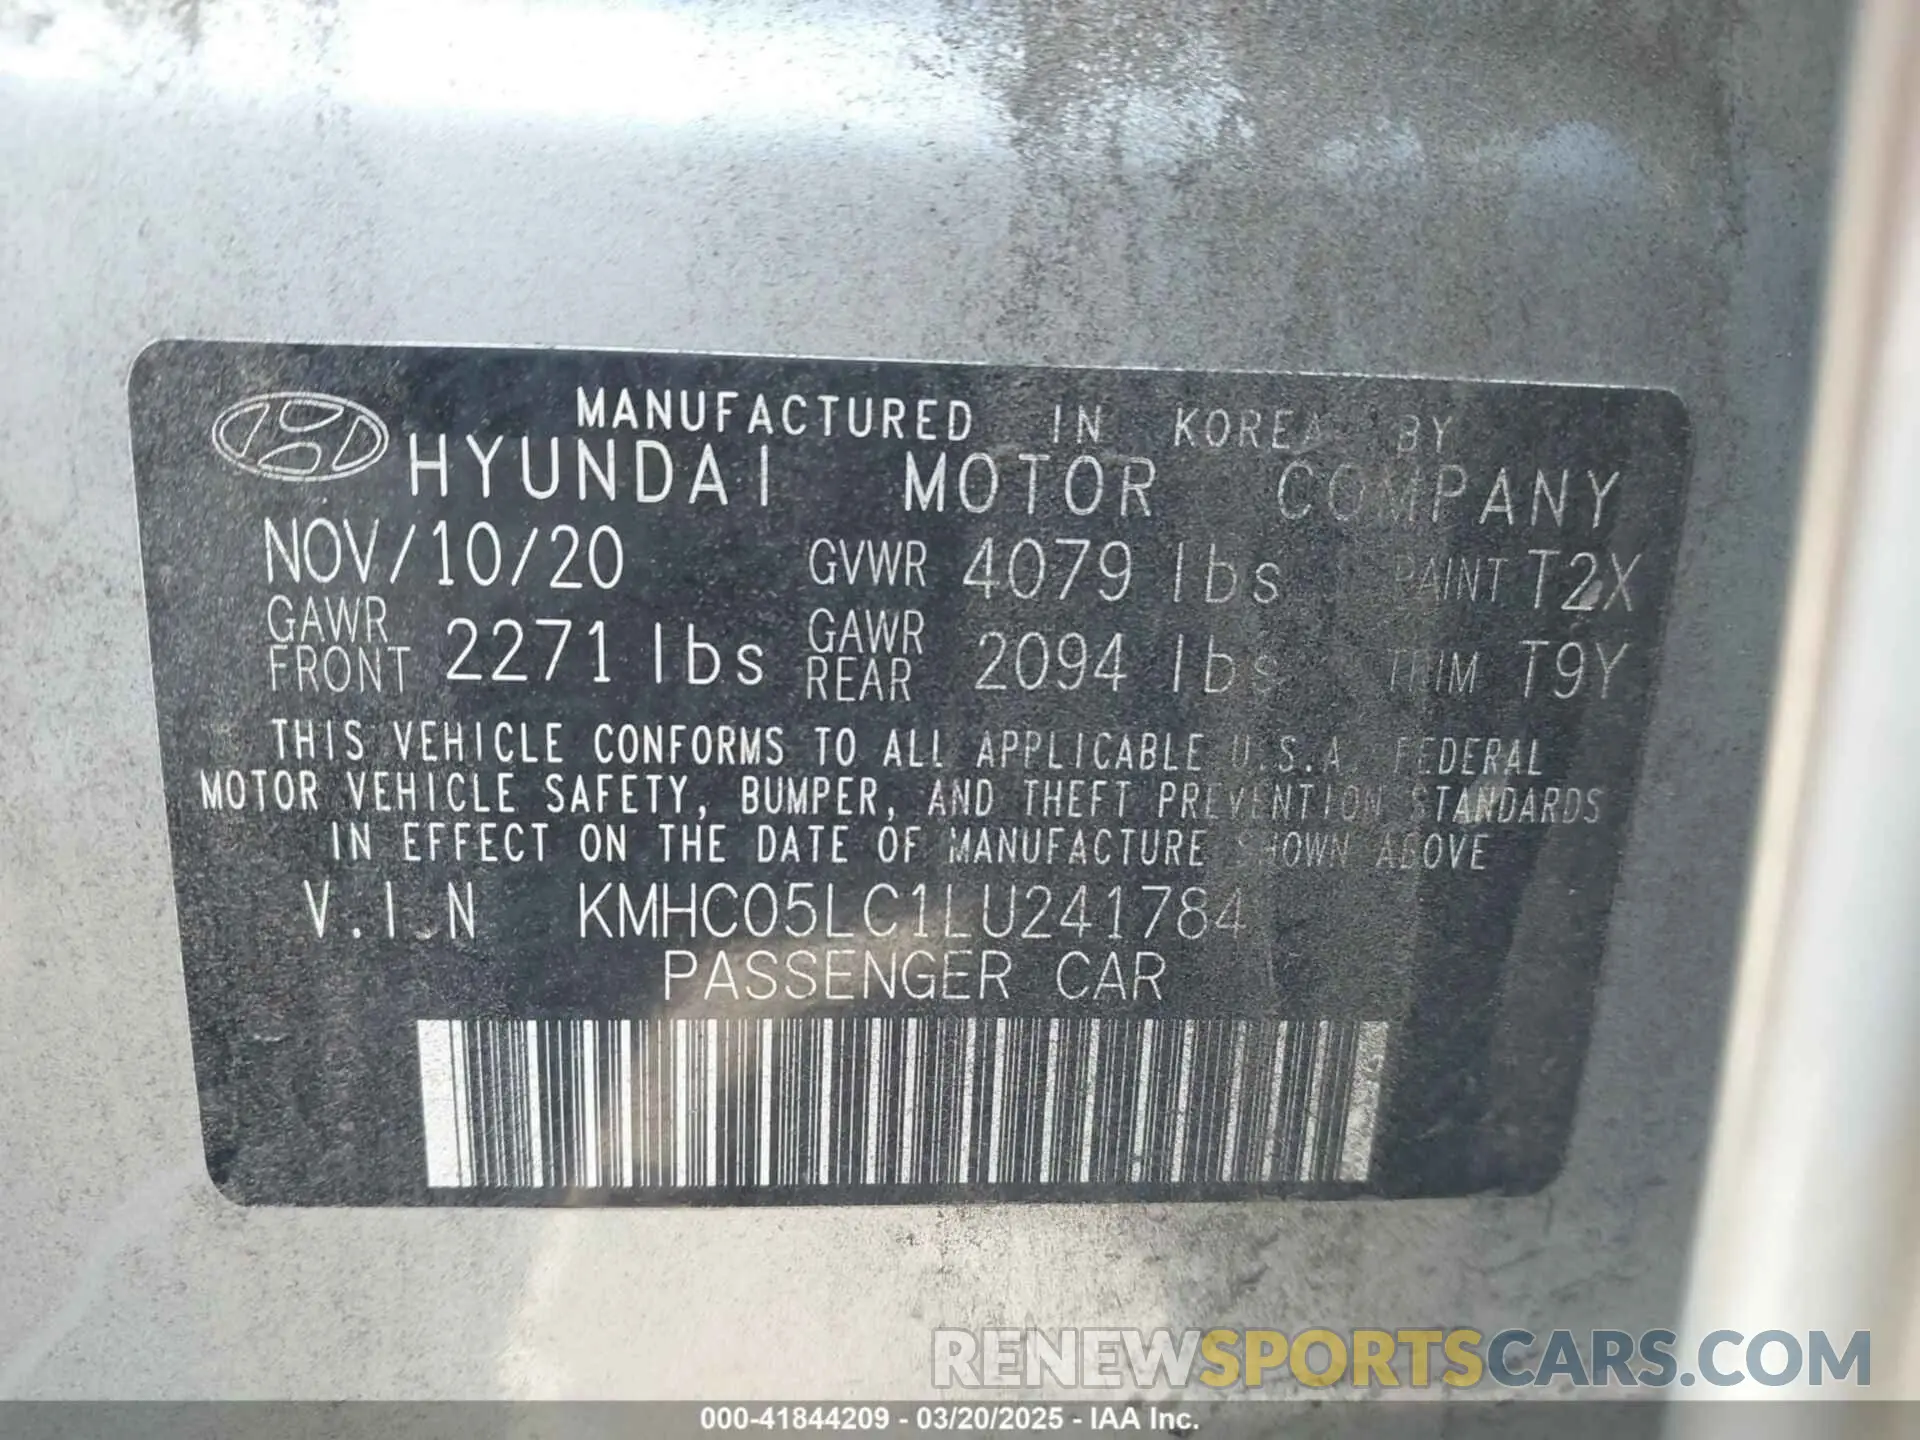 MANUFACTURED IN KOREA BY
HYUNDAI MOTOR COMPANY
NOV/10/20 GVWR 4079 lbs PAINT T2X
GAWR FRONT 2271 lbs GAWR REAR 2094 lbs TRIM T9Y
THIS VEHICLE CONFORMS TO ALL APPLICABLE U.S.A. FEDERAL
MOTOR VEHICLE SAFETY, BUMPER, AND THEFT PREVENTION STANDARDS
IN EFFECT ON THE DATE OF MANUFACTURE SHOWN ABOVE
V.I.N KMHC05LC1LU241784
PASSENGER CAR
RENEWSPORTSCARS.COM
000-41844209 - 03/20/2025 - IAA Inc.